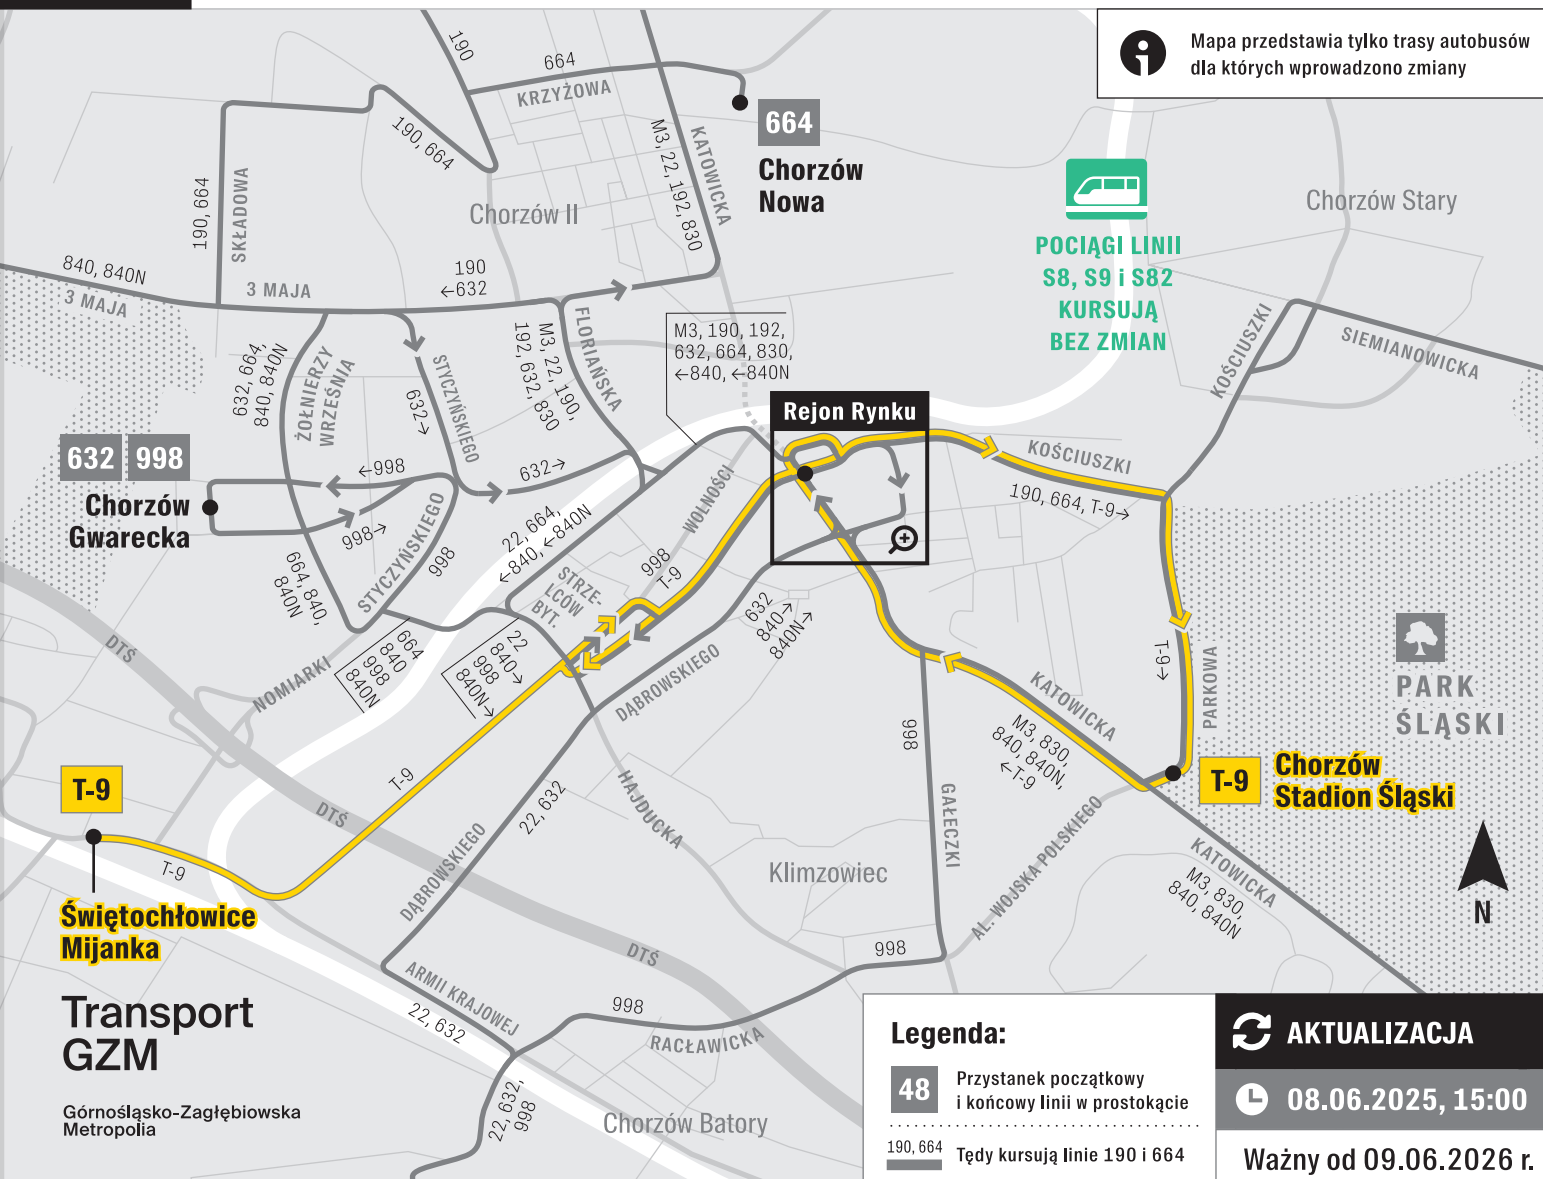 Mapa przedstawia tylko trasy autobusów
dla których wprowadzono zmiany
190
664
KRZYŻOWA
664
Chorzów
Nowa
190, 664
M3, 22, 192, 830
KATOWICKA
Chorzów II
190, 664
SKŁADOWA
POCIĄGI LINII
S8, S9 i S82
KURSUJĄ
BEZ ZMIAN
Chorzów Stary
840, 840N
3 MAJA
3 MAJA
190
←632
KOŚCIUSZKI
SIEMIANOWICKA
632, 664,
840, 840N
ŻOŁNIERZY
WRZEŚNIA
632→
STYCZYŃSKIEGO
M3, 22, 190,
192, 632, 830
FLORIAŃSKA
M3, 190, 192,
632, 664, 830,
←840, ←840N
Rejon Rynku
632
998
Chorzów
Gwarecka
←998
998→
632→
WOLNOŚCI
KOŚCIUSZKI
190, 664, T-9→
664, 840,
840N
STYCZYŃSKIEGO
998
22, 664,
←840, ←840N
STRZE-
LCÓW
BYT.
998
T-9
632
840→
840N→
DTŚ
NOMIARKI
664
840
998
840N
22
840→
998
840N→
DĄBROWSKIEGO
998
KATOWICKA
M3, 830,
840, 840N,
←T-9
T-9→
PARKOWA
PARK
ŚLĄSKI
T-9
Chorzów
Stadion Śląski
T-9
T-9
DTŚ
22, 632
HAJDUCKA
GAŁECZKI
AL. WOJSKA POLSKIEGO
KATOWICKA
M3, 830,
840, 840N
N
T-9
Świętochłowice
Mijanka
DĄBROWSKIEGO
Klimzowiec
DTŚ
998
ARMII KRAJOWEJ
22, 632
998
RACŁAWICKA
22, 632,
998
Chorzów Batory
Transport
GZM
Górnośląsko-Zagłębiowska
Metropolia
Legenda:
48
Przystanek początkowy
i końcowy linii w prostokącie
190, 664
Tędy kursują linie 190 i 664
AKTUALIZACJA
08.06.2025, 15:00
Ważny od 09.06.2026 r.